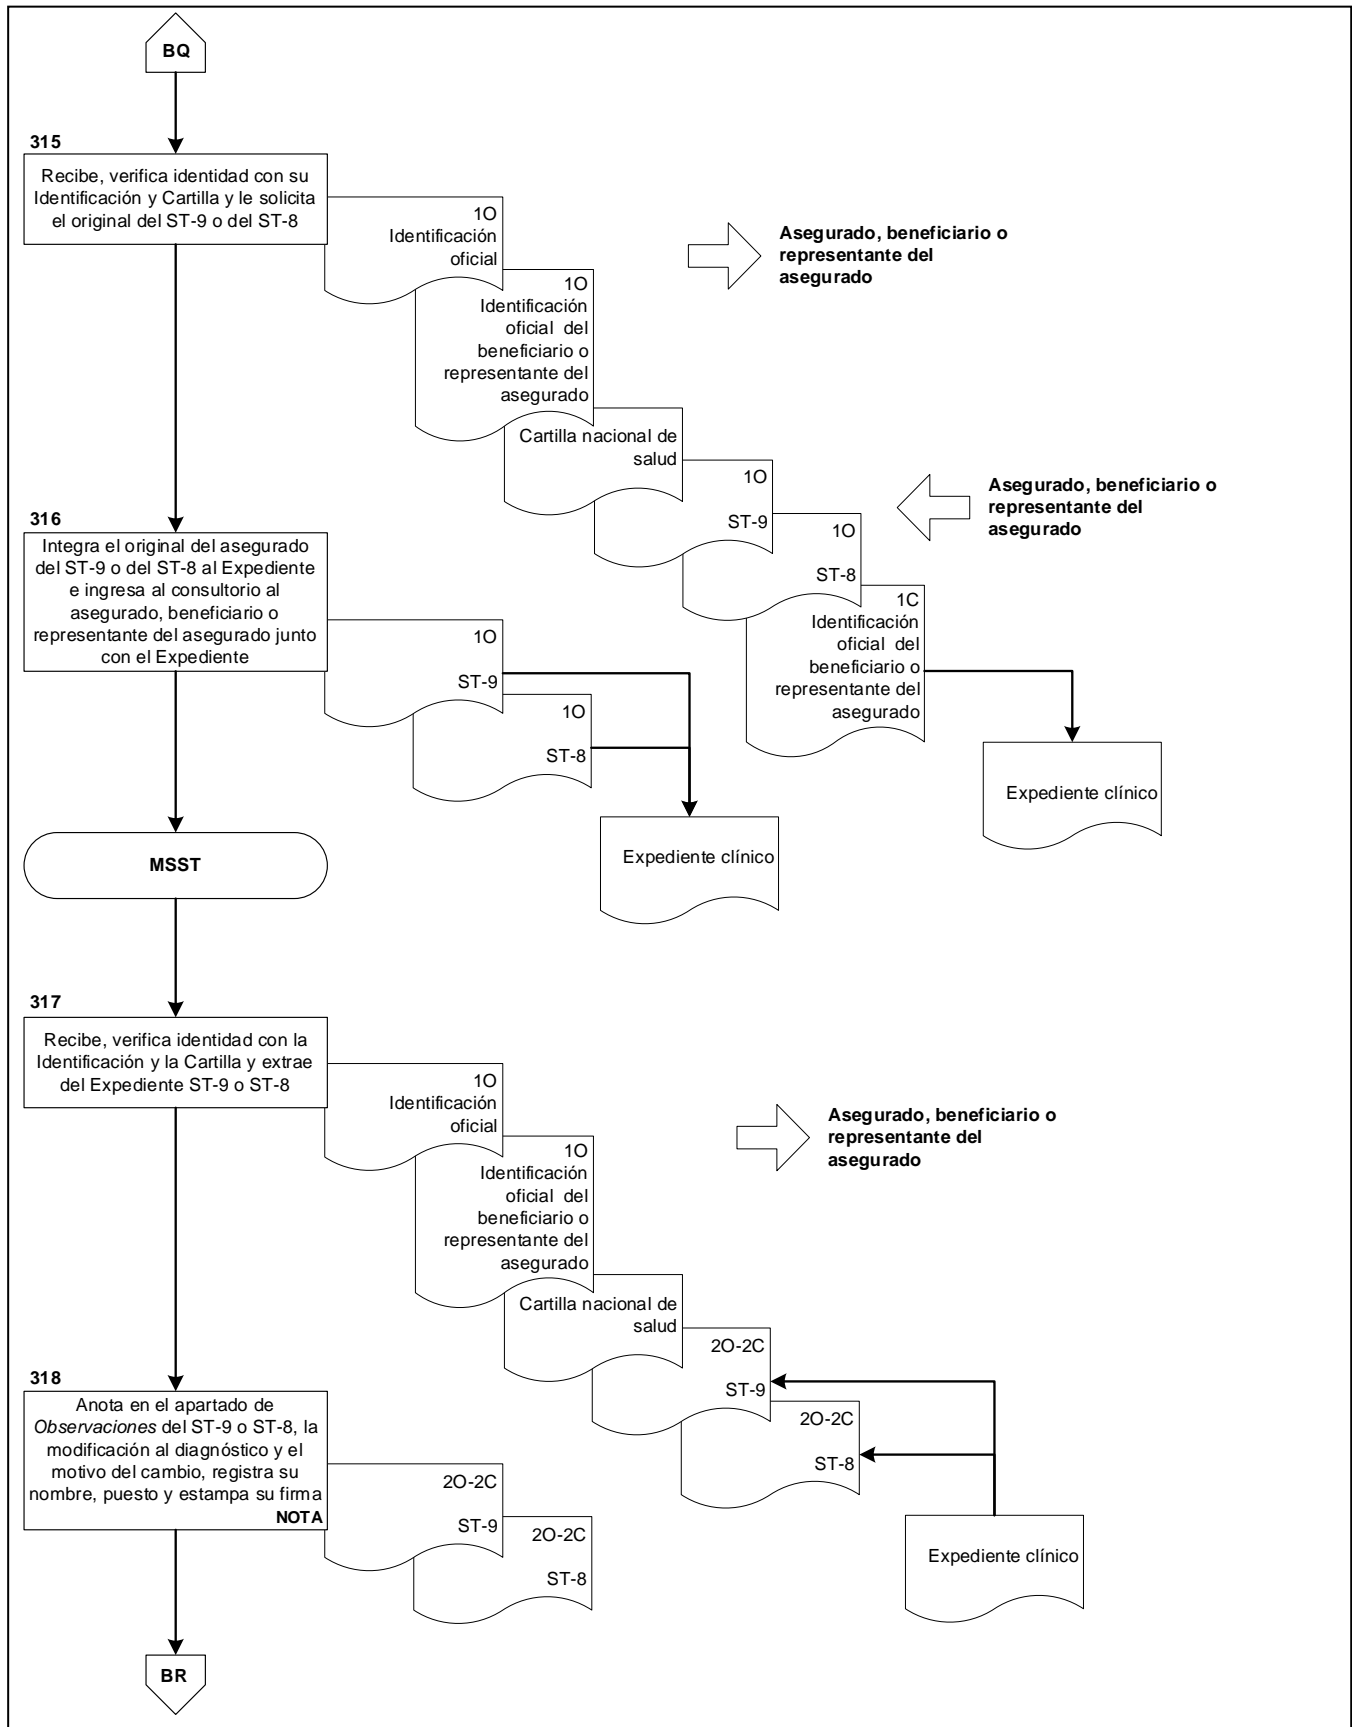 BQ
315
Recibe, verifica identidad con su
Identificación y Cartilla y le solicita
el original del ST-9 o del ST-8
1O
Identificación
oficial
1O
Identificación
oficial del
beneficiario o
representante del
asegurado
Cartilla nacional de
salud
1O
ST-9
1O
ST-8
1C
Identificación
oficial del
beneficiario o
representante del
asegurado
Asegurado, beneficiario o
representante del
asegurado
Asegurado, beneficiario o
representante del
asegurado
Expediente clínico
316
Integra el original del asegurado
del ST-9 o del ST-8 al Expediente
e ingresa al consultorio al
asegurado, beneficiario o
representante del asegurado junto
con el Expediente
1O
ST-9
1O
ST-8
Expediente clínico
MSST
317
Recibe, verifica identidad con la
Identificación y la Cartilla y extrae
del Expediente ST-9 o ST-8
1O
Identificación
oficial
1O
Identificación
oficial del
beneficiario o
representante del
asegurado
Cartilla nacional de
salud
2O-2C
ST-9
2O-2C
ST-8
Asegurado, beneficiario o
representante del
asegurado
Expediente clínico
318
Anota en el apartado de
Observaciones del ST-9 o ST-8, la
modificación al diagnóstico y el
motivo del cambio, registra su
nombre, puesto y estampa su firma
NOTA
2O-2C
ST-9
2O-2C
ST-8
BR